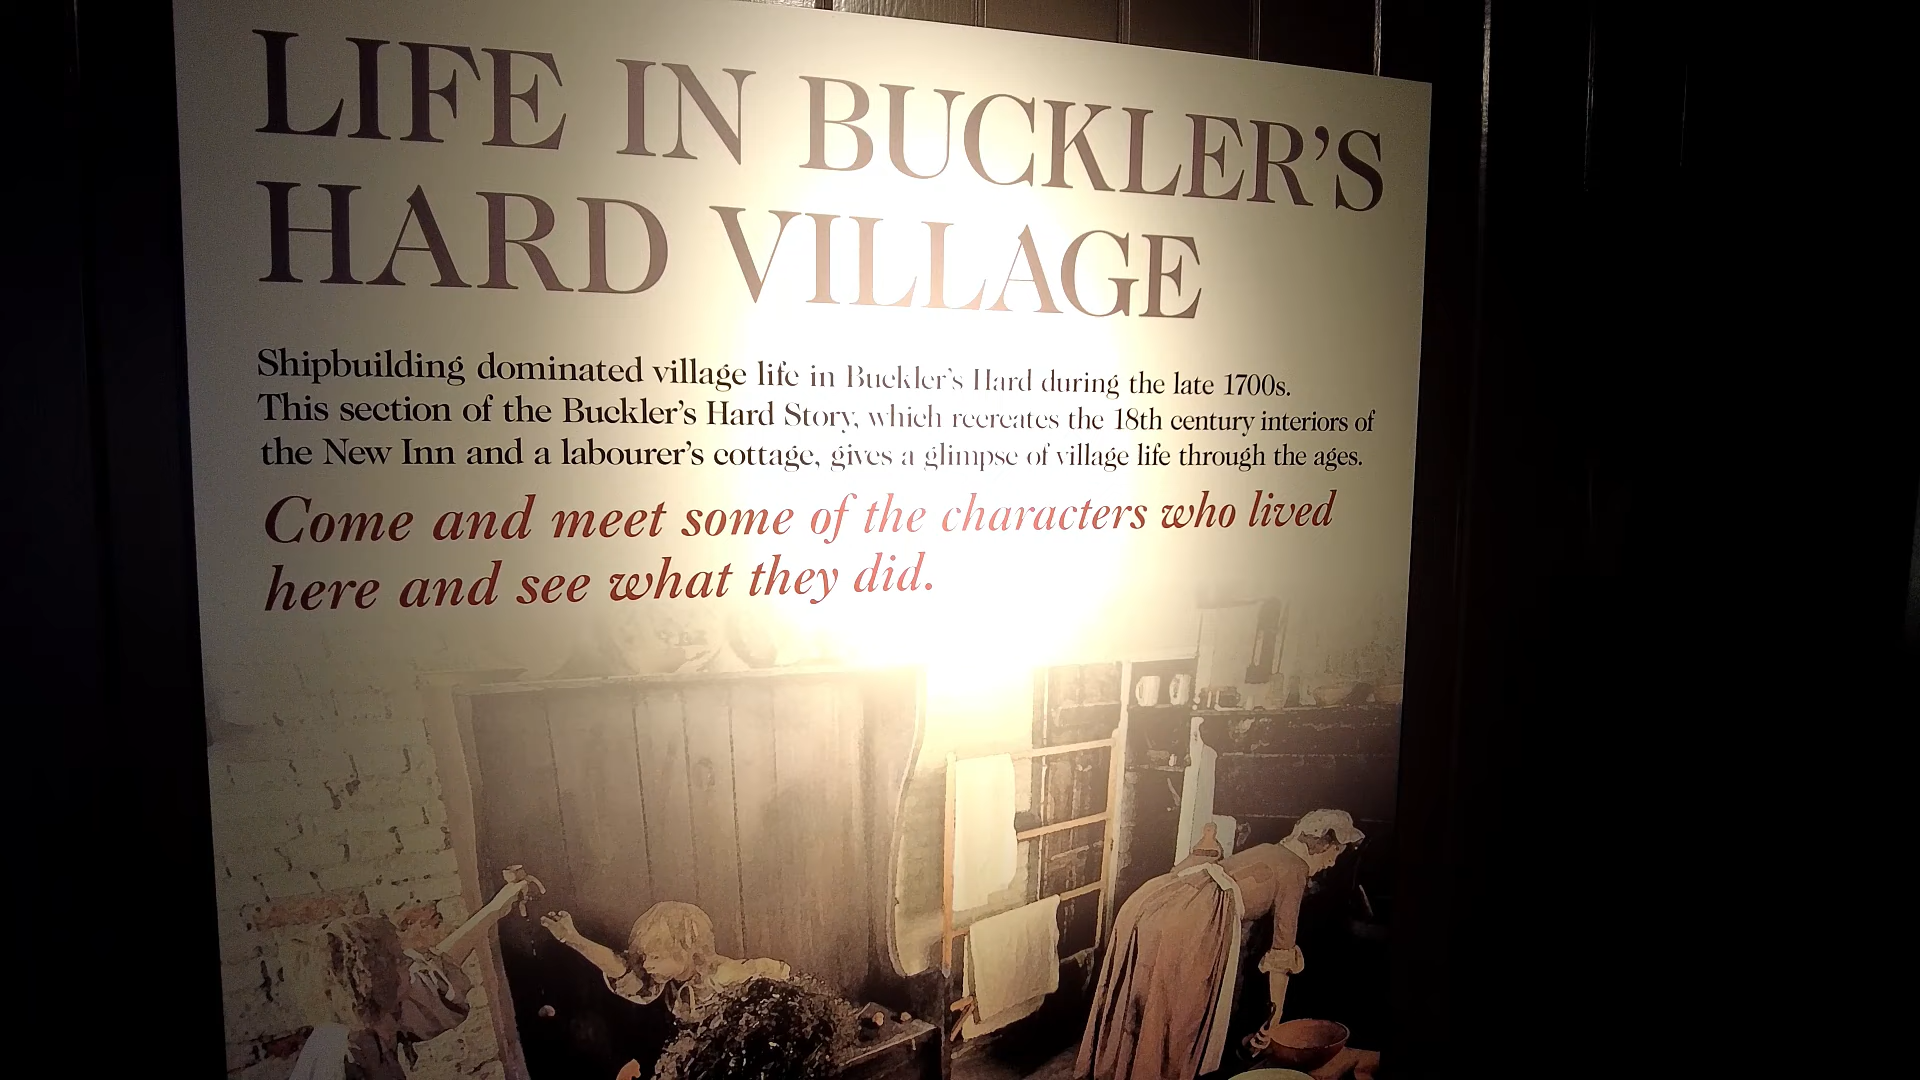 LIFE IN BUCKLER'S
HARD VILLAGE
Shipbuilding dominated village life in Buckler's Hard during the late 1700s.
This section of the Buckler's Hard Story, which recreates the 18th century interiors of
the New Inn and a labourer's cottage, gives a glimpse of village life through the ages.
Come and meet some of the characters who lived
here and see what they did.